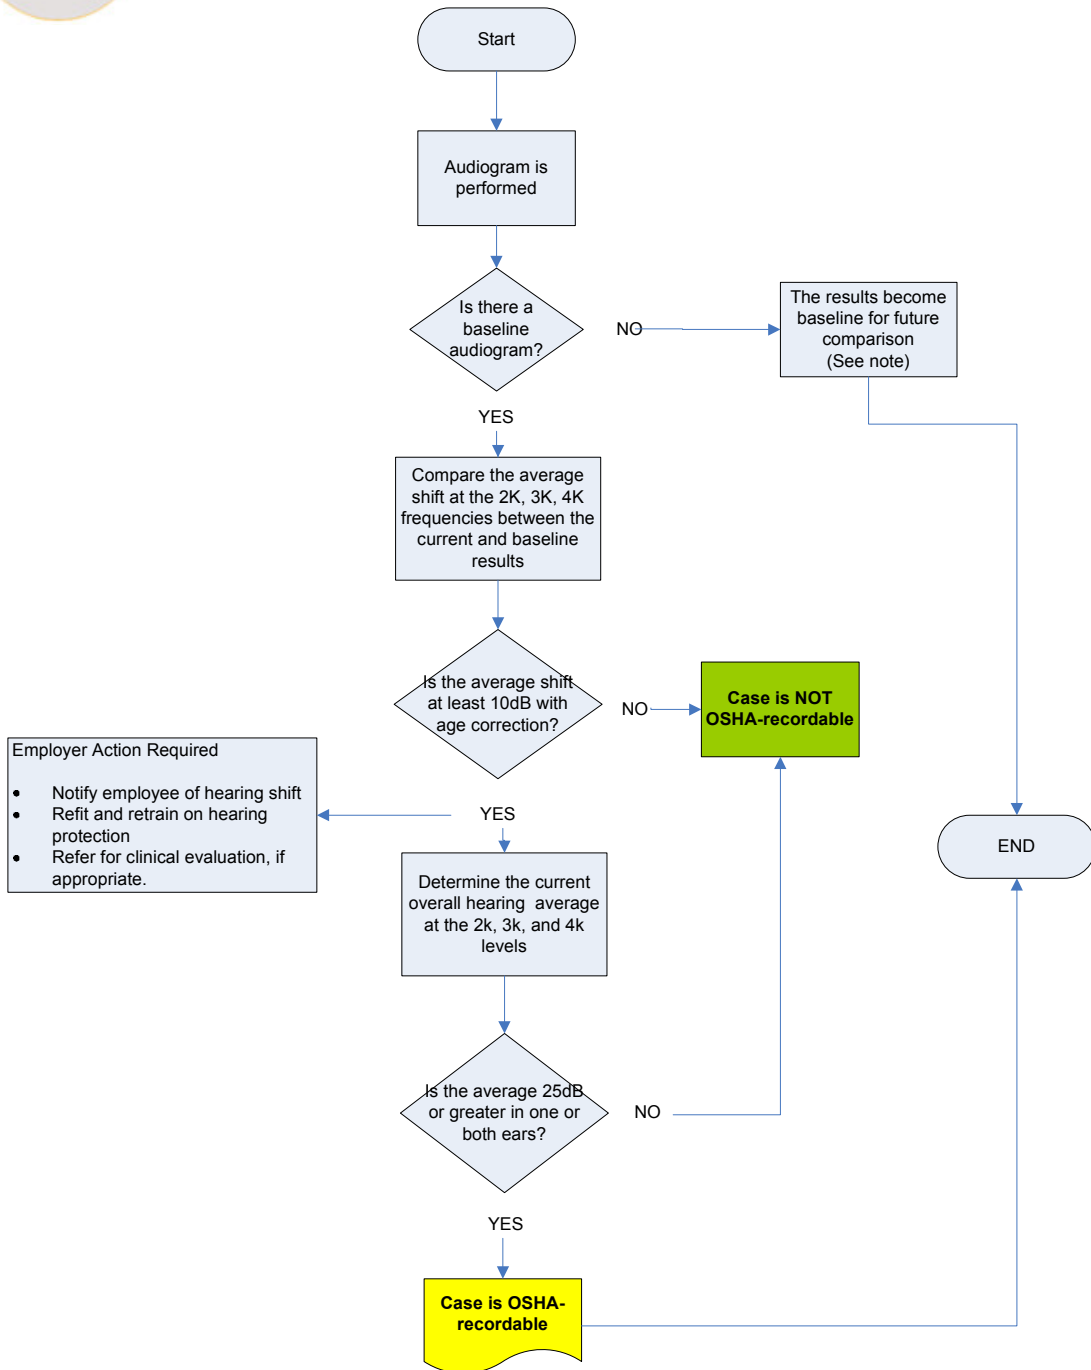 Start
Audiogram is
performed
Is there a
baseline
audiogram?
NO
The results become
baseline for future
comparison
(See note)
YES
Compare the average
shift at the 2K, 3K, 4K
frequencies between the
current and baseline
results
Is the average shift
at least 10dB with
age correction?
NO
Case is NOT
OSHA-recordable
Employer Action Required
• Notify employee of hearing shift
• Refit and retrain on hearing
protection
• Refer for clinical evaluation, if
appropriate.
YES
END
Determine the current
overall hearing average
at the 2k, 3k, and 4k
levels
Is the average 25dB
or greater in one or
both ears?
NO
YES
Case is OSHA-
recordable